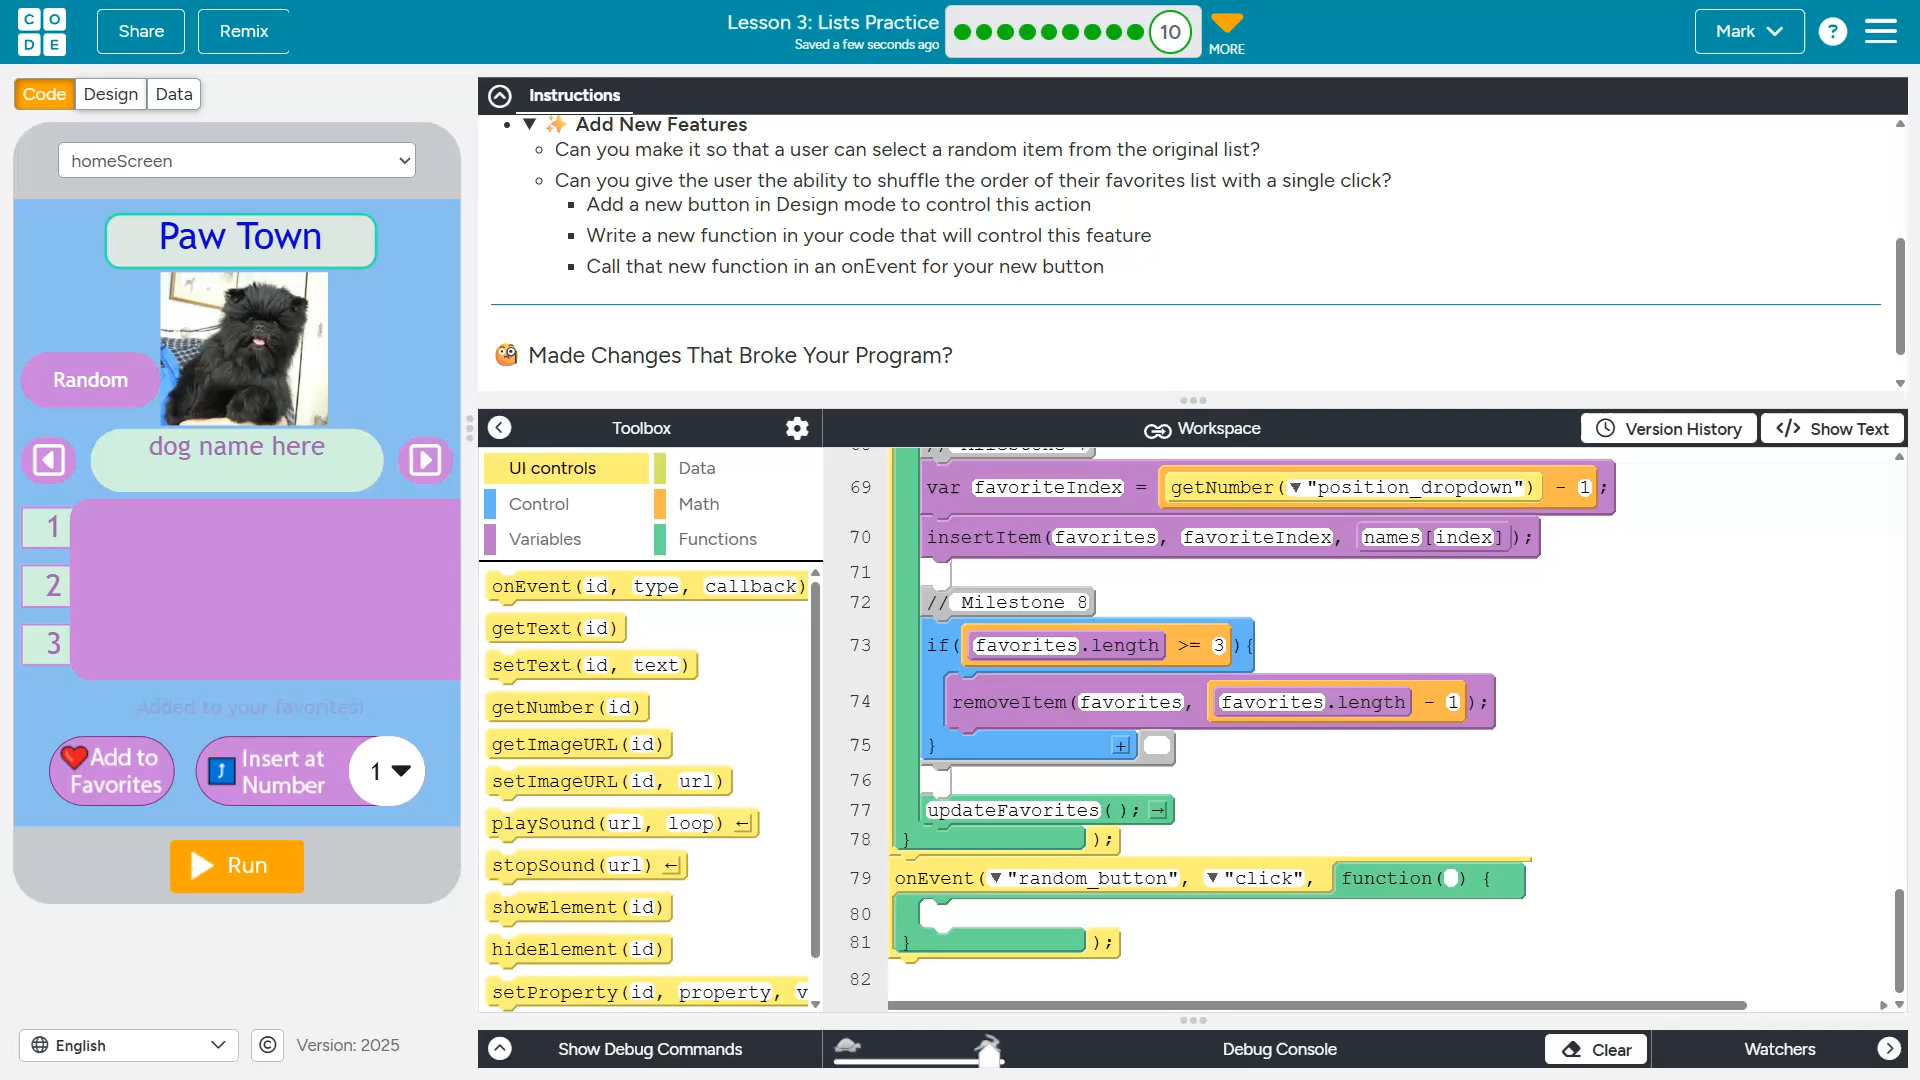 CODE
Share
Remix
Lesson 3: Lists Practice
Saved a few seconds ago
10
MORE
Mark
?
Code
Design
Data
homeScreen
Paw Town
Random
dog name here
1
2
3
Added to your favorites!
Add to
Favorites
Insert at
Number
1
Run
English
Version: 2025
Instructions
✨ Add New Features
Can you make it so that a user can select a random item from the original list?
Can you give the user the ability to shuffle the order of their favorites list with a single click?
Add a new button in Design mode to control this action
Write a new function in your code that will control this feature
Call that new function in an onEvent for your new button
🧐 Made Changes That Broke Your Program?
Toolbox
Workspace
Version History
</> Show Text
UI controls
Data
Control
Math
Variables
Functions
onEvent(id, type, callback)
getText(id)
setText(id, text)
getNumber(id)
getImageURL(id)
setImageURL(id, url)
playSound(url, loop)
stopSound(url)
showElement(id)
hideElement(id)
setProperty(id, property, v
69 var favoriteIndex = getNumber(▼"position_dropdown") - 1;
70 insertItem(favorites, favoriteIndex, names[index]);
71
72 // Milestone 8
73 if(favorites.length >= 3){
74 removeItem(favorites, favorites.length - 1);
75 } +
76
77 updateFavorites();
78 });
79 onEvent(▼"random_button", ▼"click", function() {
80
81 });
82
Show Debug Commands
Debug Console
Clear
Watchers